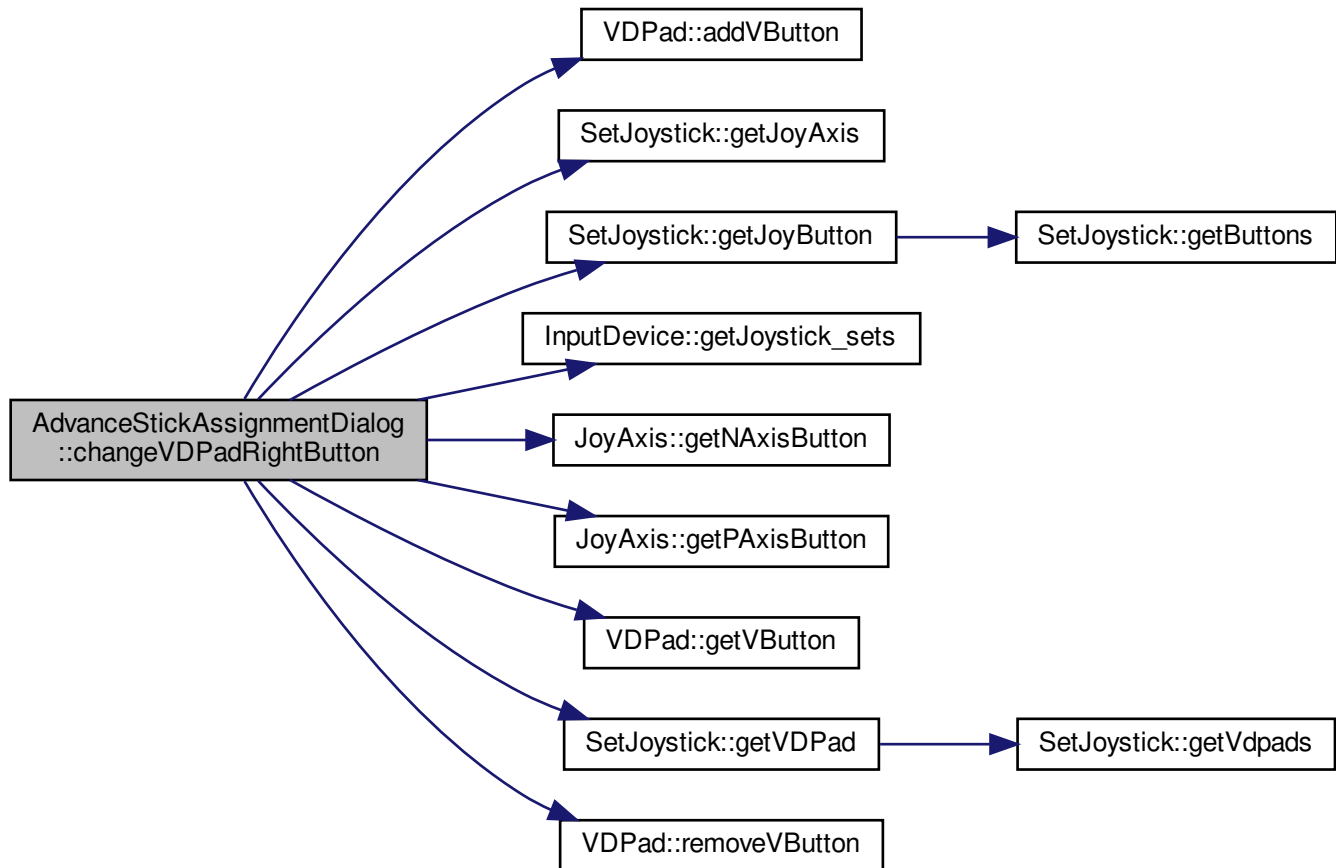 VDPad::addVButton
SetJoystick::getJoyAxis
SetJoystick::getJoyButton
SetJoystick::getButtons
InputDevice::getJoystick_sets
AdvanceStickAssignmentDialog
::changeVDPadRightButton
JoyAxis::getNAxisButton
JoyAxis::getPAxisButton
VDPad::getVButton
SetJoystick::getVDPad
SetJoystick::getVdpads
VDPad::removeVButton